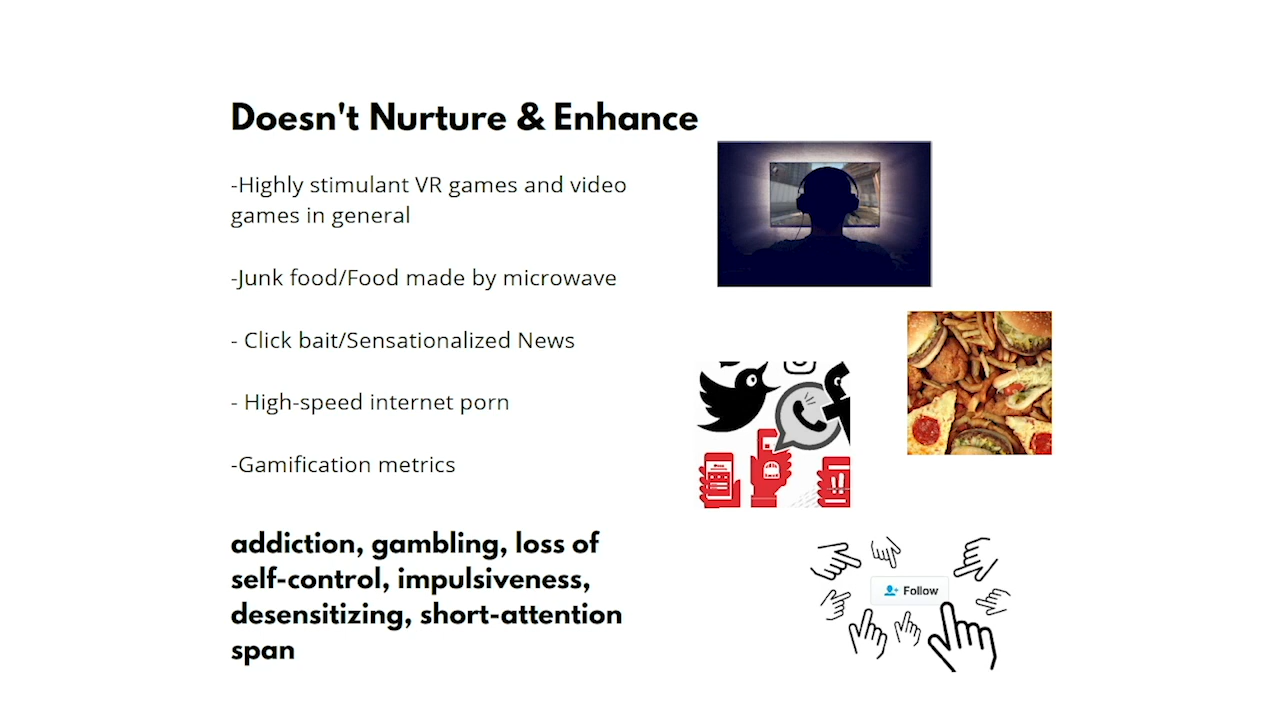 Doesn't Nurture & Enhance
-Highly stimulant VR games and video
games in general
-Junk food/Food made by microwave
- Click bait/Sensationalized News
- High-speed internet porn
-Gamification metrics
addiction, gambling, loss of
self-control, impulsiveness,
desensitizing, short-attention
span
Follow